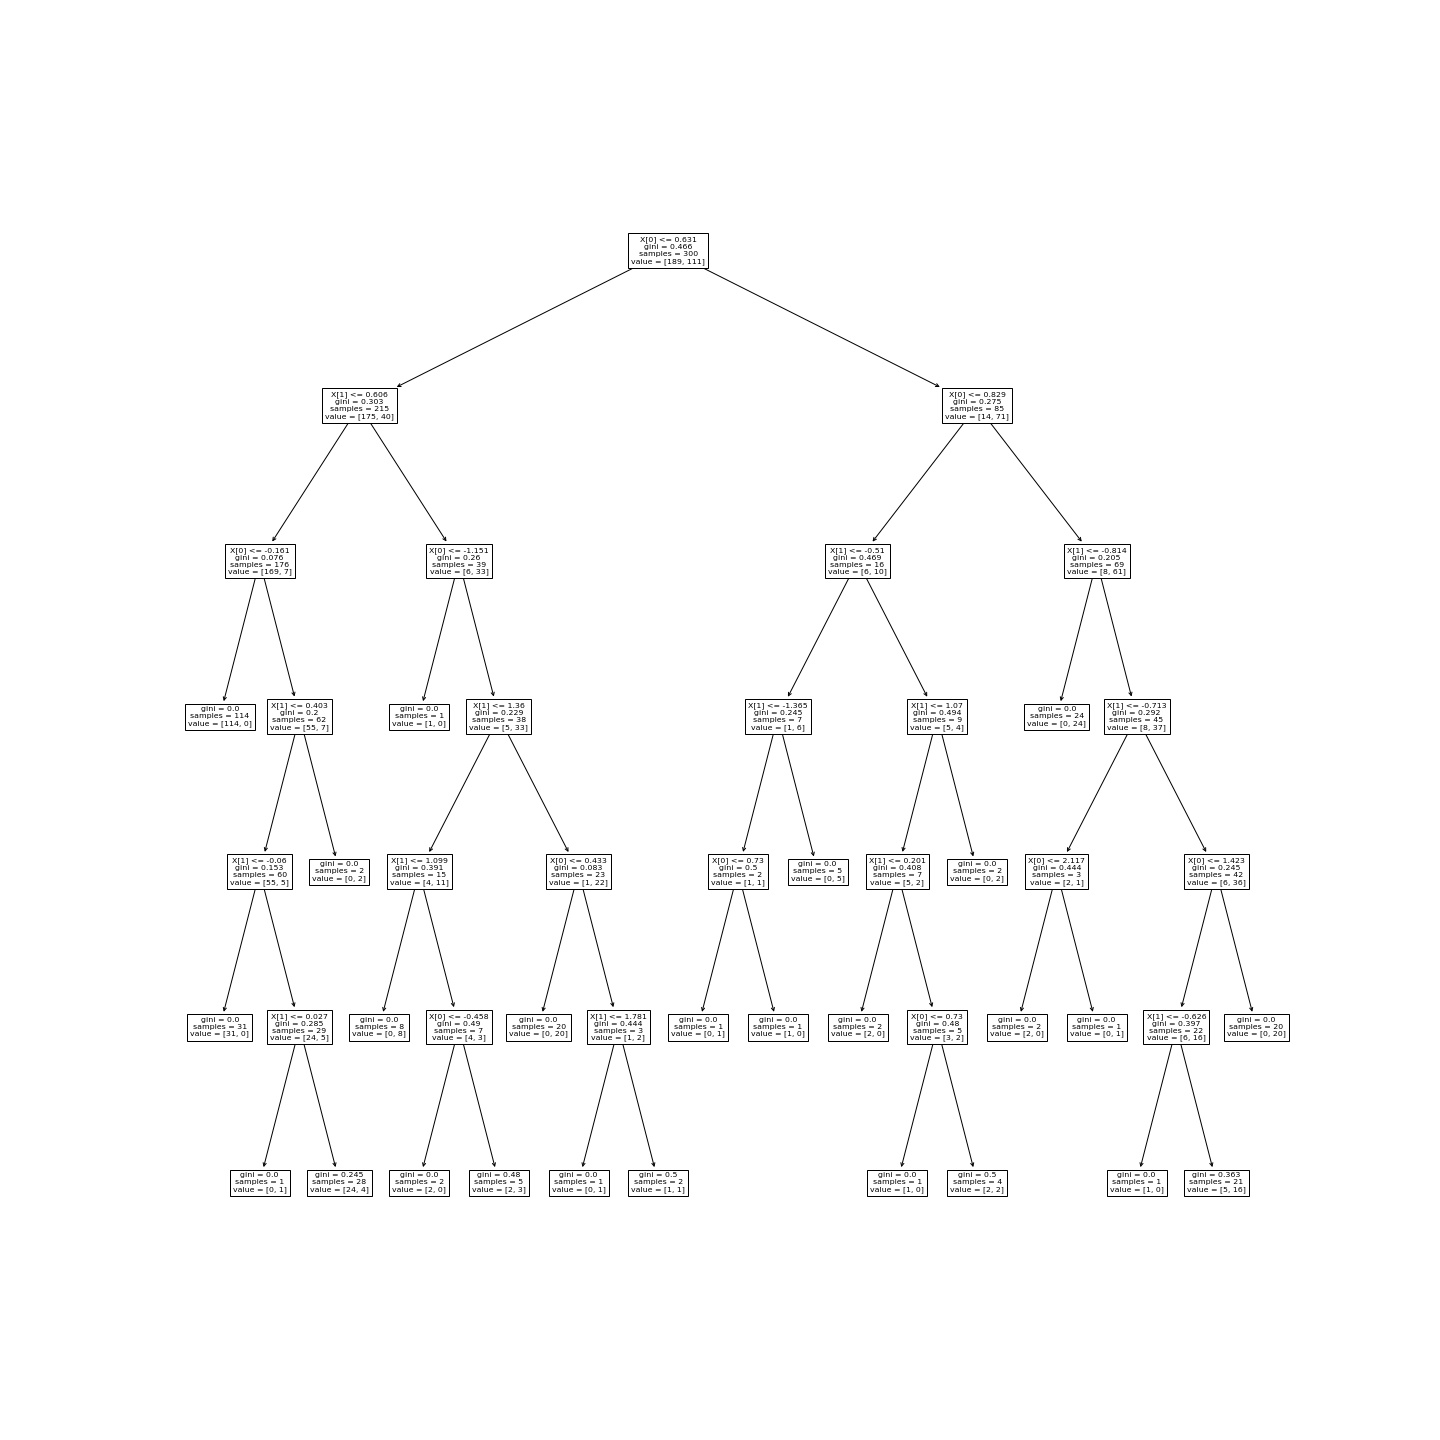 X[0] <= 0.631
gini = 0.466
samples = 300
value = [189, 111]
X[1] <= 0.606
gini = 0.303
samples = 215
value = [175, 40]
X[0] <= 0.829
gini = 0.275
samples = 85
value = [14, 71]
X[0] <= -0.161
gini = 0.076
samples = 176
value = [169, 7]
X[0] <= -1.151
gini = 0.26
samples = 39
value = [6, 33]
X[1] <= -0.51
gini = 0.469
samples = 16
value = [6, 10]
X[1] <= -0.814
gini = 0.205
samples = 69
value = [8, 61]
gini = 0.0
samples = 114
value = [114, 0]
X[1] <= 0.403
gini = 0.2
samples = 62
value = [55, 7]
gini = 0.0
samples = 1
value = [1, 0]
X[1] <= 1.36
gini = 0.229
samples = 38
value = [5, 33]
X[1] <= -1.365
gini = 0.245
samples = 7
value = [1, 6]
X[1] <= 1.07
gini = 0.494
samples = 9
value = [5, 4]
gini = 0.0
samples = 24
value = [0, 24]
X[1] <= -0.713
gini = 0.292
samples = 45
value = [8, 37]
X[1] <= -0.06
gini = 0.153
samples = 60
value = [55, 5]
gini = 0.0
samples = 2
value = [0, 2]
X[1] <= 1.099
gini = 0.391
samples = 15
value = [4, 11]
X[0] <= 0.433
gini = 0.083
samples = 23
value = [1, 22]
X[0] <= 0.73
gini = 0.5
samples = 2
value = [1, 1]
gini = 0.0
samples = 5
value = [0, 5]
X[1] <= 0.201
gini = 0.408
samples = 7
value = [5, 2]
gini = 0.0
samples = 2
value = [0, 2]
X[0] <= 2.117
gini = 0.444
samples = 3
value = [2, 1]
X[0] <= 1.423
gini = 0.245
samples = 42
value = [6, 36]
gini = 0.0
samples = 31
value = [31, 0]
X[1] <= 0.027
gini = 0.285
samples = 29
value = [24, 5]
gini = 0.0
samples = 8
value = [0, 8]
X[0] <= -0.458
gini = 0.49
samples = 7
value = [4, 3]
gini = 0.0
samples = 20
value = [0, 20]
X[1] <= 1.781
gini = 0.444
samples = 3
value = [1, 2]
gini = 0.0
samples = 1
value = [0, 1]
gini = 0.0
samples = 1
value = [1, 0]
gini = 0.0
samples = 2
value = [2, 0]
X[0] <= 0.73
gini = 0.48
samples = 5
value = [3, 2]
gini = 0.0
samples = 2
value = [2, 0]
gini = 0.0
samples = 1
value = [0, 1]
X[1] <= -0.626
gini = 0.397
samples = 22
value = [6, 16]
gini = 0.0
samples = 20
value = [0, 20]
gini = 0.0
samples = 1
value = [0, 1]
gini = 0.245
samples = 28
value = [24, 4]
gini = 0.0
samples = 2
value = [2, 0]
gini = 0.48
samples = 5
value = [2, 3]
gini = 0.0
samples = 1
value = [0, 1]
gini = 0.5
samples = 2
value = [1, 1]
gini = 0.0
samples = 1
value = [1, 0]
gini = 0.5
samples = 4
value = [2, 2]
gini = 0.0
samples = 1
value = [1, 0]
gini = 0.363
samples = 21
value = [5, 16]